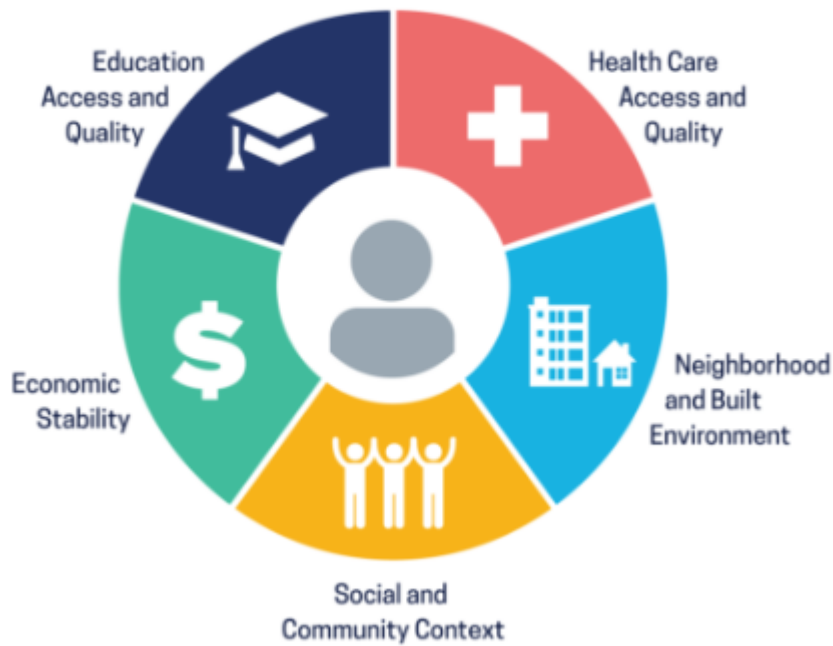 Education
Access and
Quality
Health Care
Access and
Quality
$
Economic
Stability
Neighborhood
and Built
Environment
Social and
Community Context